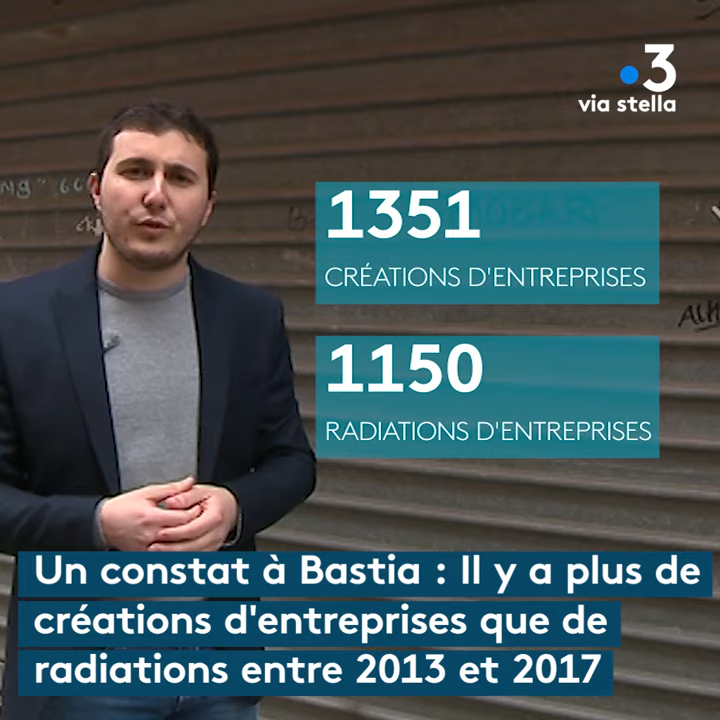 3
via stella
1351
CRÉATIONS D'ENTREPRISES
1150
RADIATIONS D'ENTREPRISES
Un constat à Bastia : Il y a plus de
créations d'entreprises que de
radiations entre 2013 et 2017